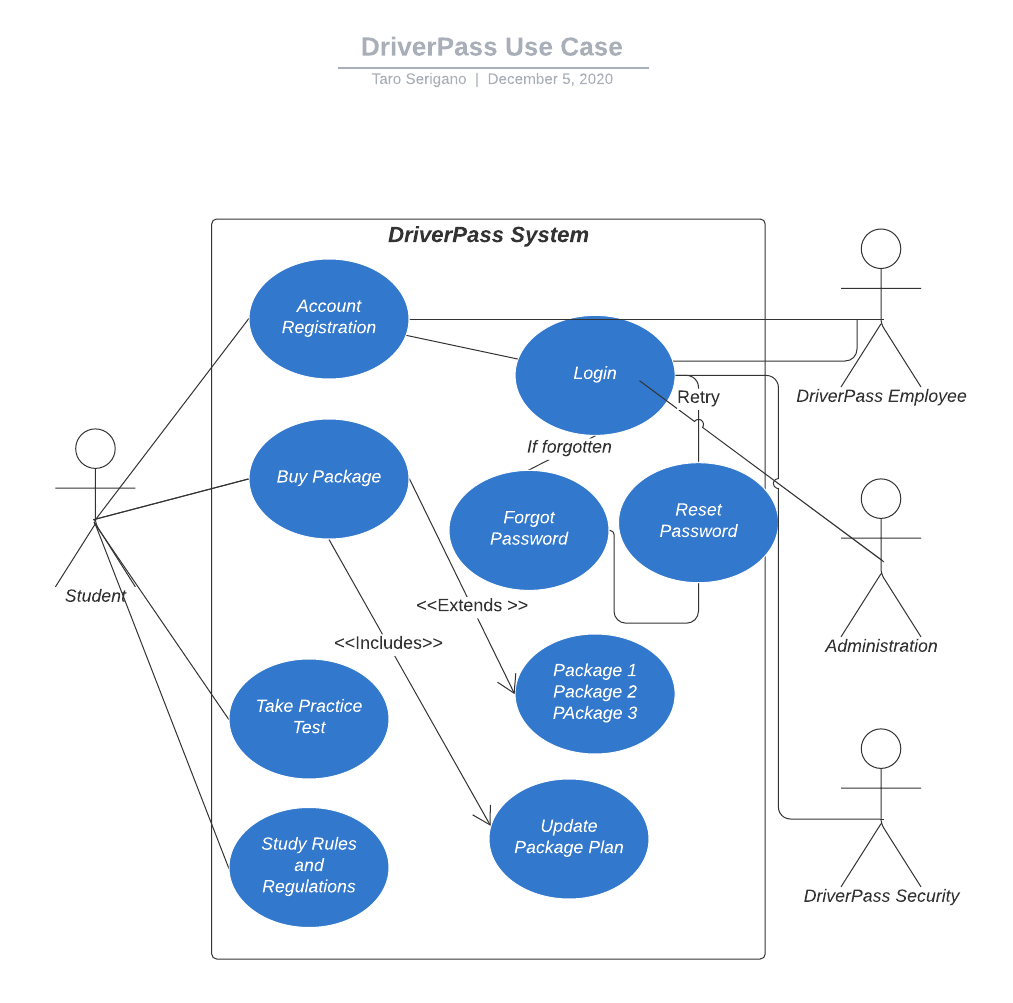 DriverPass Use Case
Taro Serigano | December 5, 2020
DriverPass System
Account
Registration
Login
Retry
DriverPass Employee
If forgotten
Buy Package
Forgot
Password
Reset
Password
Student
<<Extends >>
<<Includes>>
Administration
Package 1
Package 2
PAckage 3
Take Practice
Test
Update
Package Plan
Study Rules
and
Regulations
DriverPass Security